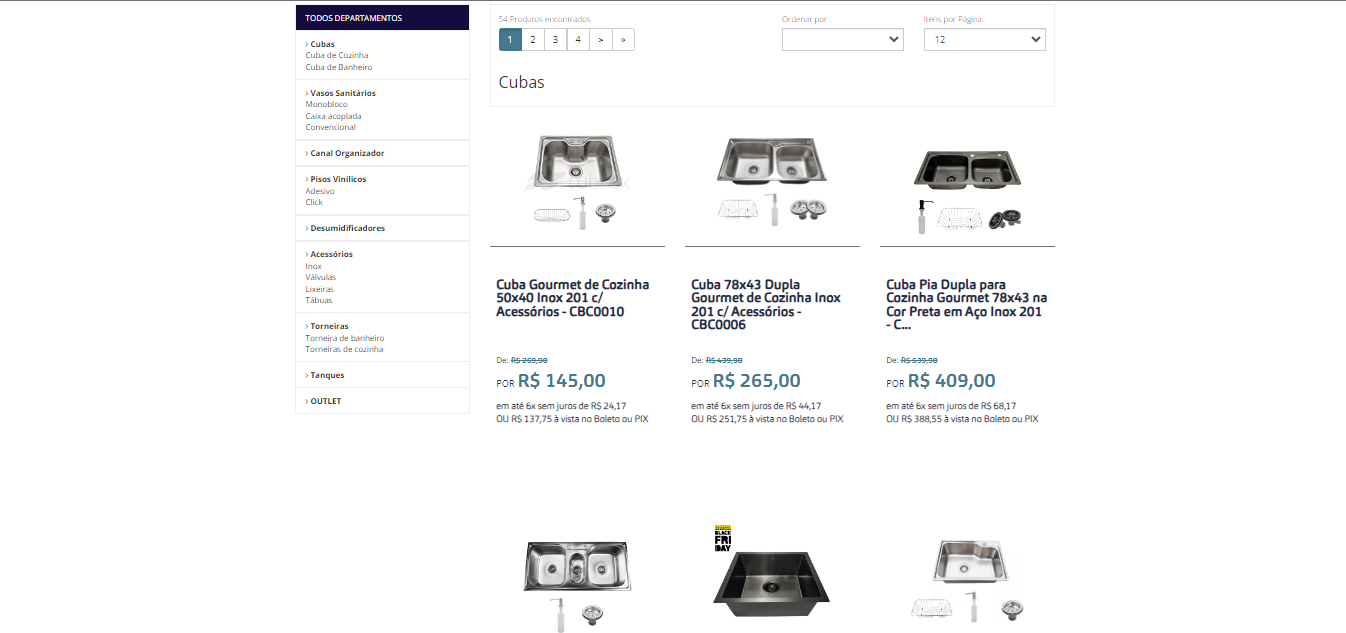 TODOS DEPARTAMENTOS
› Cubas
Cuba de Cozinha
Cuba de Banheiro
› Vasos Sanitários
Monobloco
Caixa acoplada
Convencional
› Canal Organizador
› Pisos Vinílicos
Adesivo
Click
› Desumidificadores
› Acessórios
Inox
Válvulas
Lixeiras
Tábuas
› Torneiras
Torneira de banheiro
Torneiras de cozinha
› Tanques
› OUTLET
54 Produtos encontrados
1 2 3 4 > »
Ordenar por:
Itens por Página:
12
Cubas
Cuba Gourmet de Cozinha
50x40 Inox 201 c/
Acessórios - CBC0010
De: R$ 269,90
POR R$ 145,00
em até 6x sem juros de R$ 24,17
OU R$ 137,75 à vista no Boleto ou PIX
Cuba 78x43 Dupla
Gourmet de Cozinha Inox
201 c/ Acessórios -
CBC0006
De: R$ 439,90
POR R$ 265,00
em até 6x sem juros de R$ 44,17
OU R$ 251,75 à vista no Boleto ou PIX
Cuba Pia Dupla para
Cozinha Gourmet 78x43 na
Cor Preta em Aço Inox 201
- C...
De: R$ 539,90
POR R$ 409,00
em até 6x sem juros de R$ 68,17
OU R$ 388,55 à vista no Boleto ou PIX
BLACK
FRI
DAY